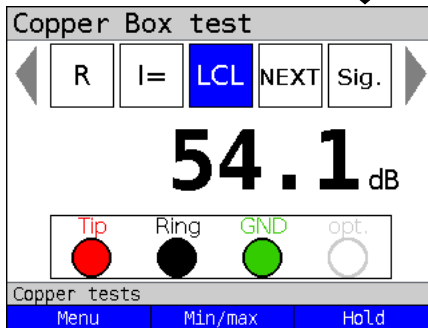 Copper Box test
R I= LCL NEXT Sig.
54.1 dB
Tip Ring GND opt.
Copper tests
Menu Min/max Hold